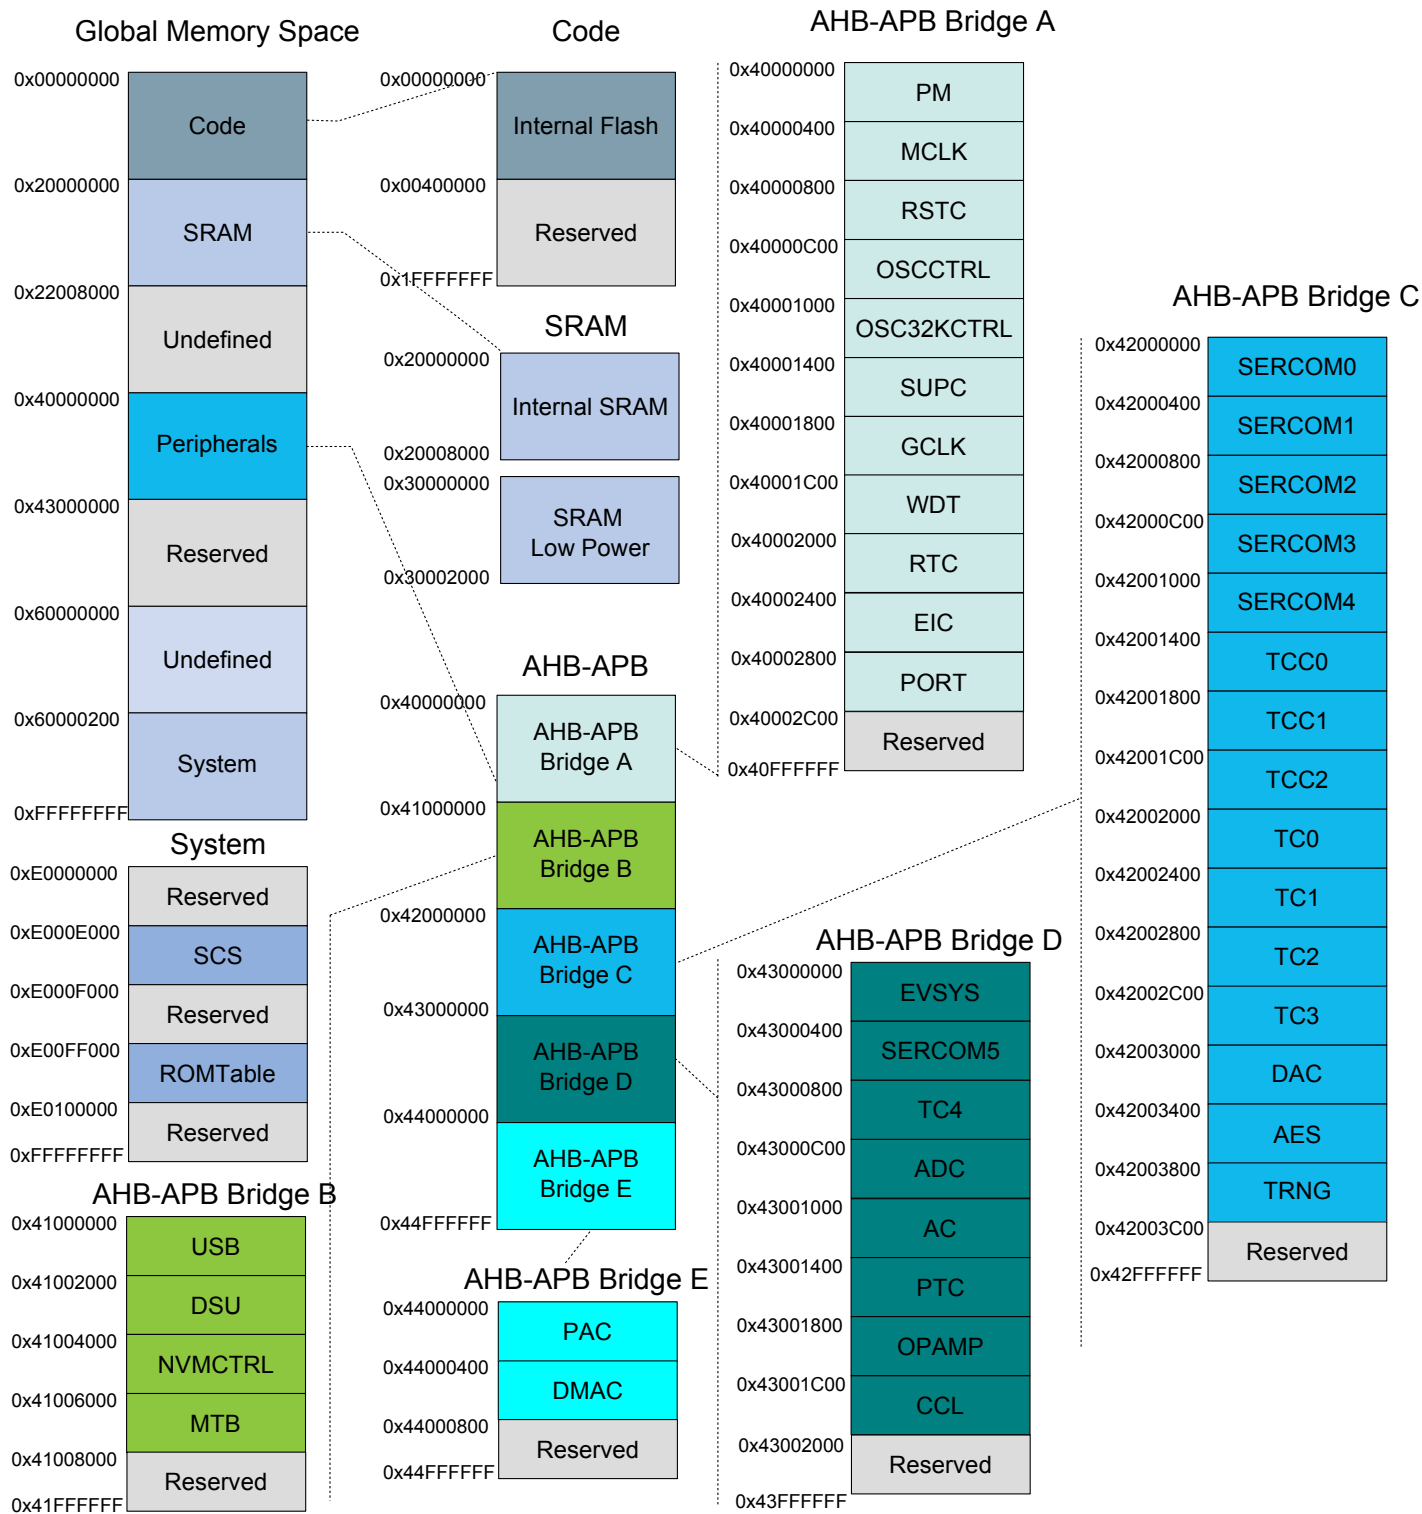 Global Memory Space
0x00000000
Code
0x20000000
SRAM
0x22008000
Undefined
0x40000000
Peripherals
0x43000000
Reserved
0x60000000
Undefined
0x60000200
System
0xFFFFFFFF
System
0xE0000000
Reserved
0xE000E000
SCS
0xE000F000
Reserved
0xE00FF000
ROMTable
0xE0100000
Reserved
0xFFFFFFFF
AHB-APB Bridge B
0x41000000
USB
0x41002000
DSU
0x41004000
NVMCTRL
0x41006000
MTB
0x41008000
Reserved
0x41FFFFFF
Code
0x00000000
Internal Flash
0x00400000
Reserved
0x1FFFFFFF
SRAM
0x20000000
Internal SRAM
0x20008000
0x30000000
SRAM
Low Power
0x30002000
AHB-APB
0x40000000
AHB-APB
Bridge A
0x41000000
AHB-APB
Bridge B
0x42000000
AHB-APB
Bridge C
0x43000000
AHB-APB
Bridge D
0x44000000
AHB-APB
Bridge E
0x44FFFFFF
AHB-APB Bridge E
0x44000000
PAC
0x44000400
DMAC
0x44000800
Reserved
0x44FFFFFF
AHB-APB Bridge A
0x40000000
PM
0x40000400
MCLK
0x40000800
RSTC
0x40000C00
OSCCTRL
0x40001000
OSC32KCTRL
0x40001400
SUPC
0x40001800
GCLK
0x40001C00
WDT
0x40002000
RTC
0x40002400
EIC
0x40002800
PORT
0x40002C00
Reserved
0x40FFFFFF
AHB-APB Bridge D
0x43000000
EVSYS
0x43000400
SERCOM5
0x43000800
TC4
0x43000C00
ADC
0x43001000
AC
0x43001400
PTC
0x43001800
OPAMP
0x43001C00
CCL
0x43002000
Reserved
0x43FFFFFF
AHB-APB Bridge C
0x42000000
SERCOM0
0x42000400
SERCOM1
0x42000800
SERCOM2
0x42000C00
SERCOM3
0x42001000
SERCOM4
0x42001400
TCC0
0x42001800
TCC1
0x42001C00
TCC2
0x42002000
TC0
0x42002400
TC1
0x42002800
TC2
0x42002C00
TC3
0x42003000
DAC
0x42003400
AES
0x42003800
TRNG
0x42003C00
Reserved
0x42FFFFFF